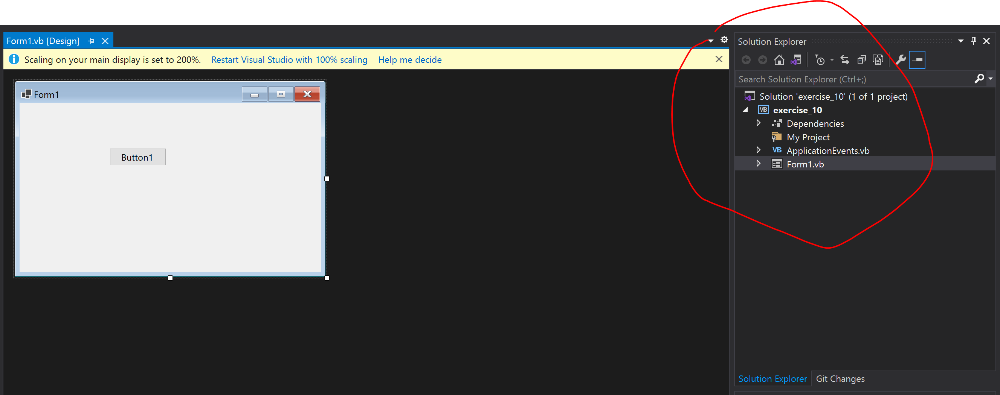 Form1.vb [Design]
Scaling on your main display is set to 200%. Restart Visual Studio with 100% scaling Help me decide
Form1
Button1
Solution Explorer
Search Solution Explorer (Ctrl+;)
Solution 'exercise_10' (1 of 1 project)
VB exercise_10
Dependencies
My Project
VB ApplicationEvents.vb
Form1.vb
Solution Explorer Git Changes